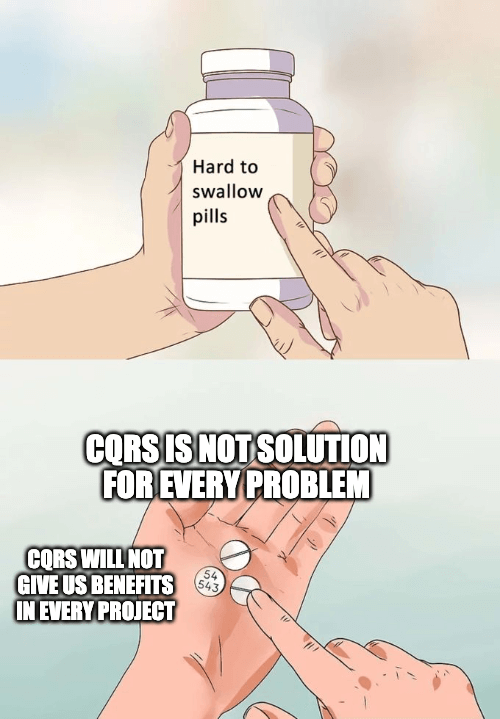 Hard to
swallow
pills
CQRS IS NOT SOLUTION
FOR EVERY PROBLEM
CQRS WILL NOT
GIVE US BENEFITS
IN EVERY PROJECT
54
543